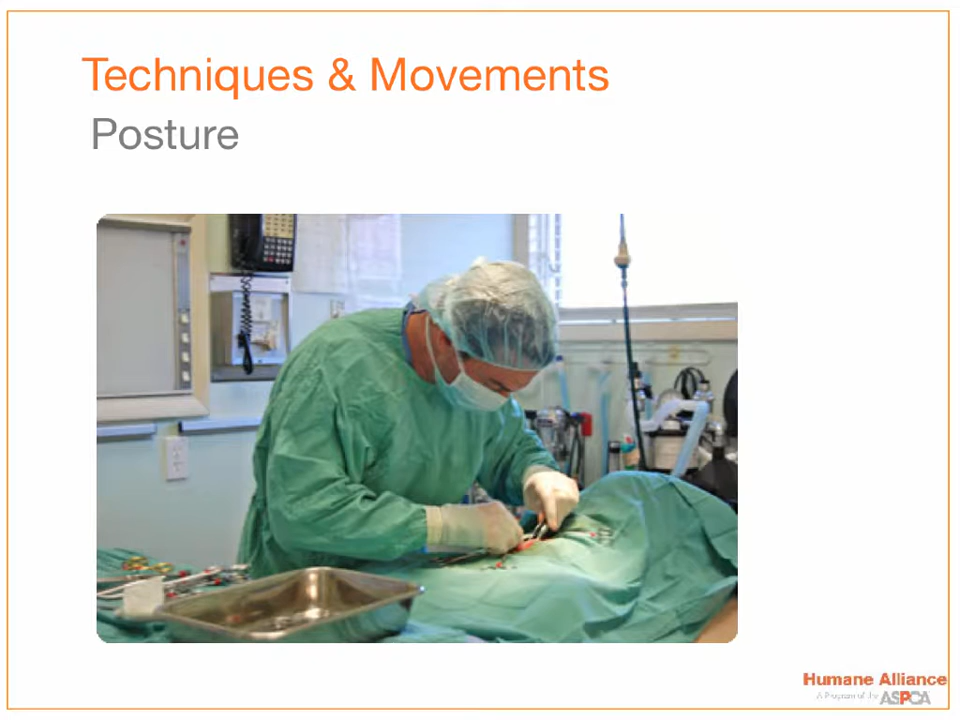 Techniques & Movements
Posture
Humane Alliance
A Program of the ASPCA